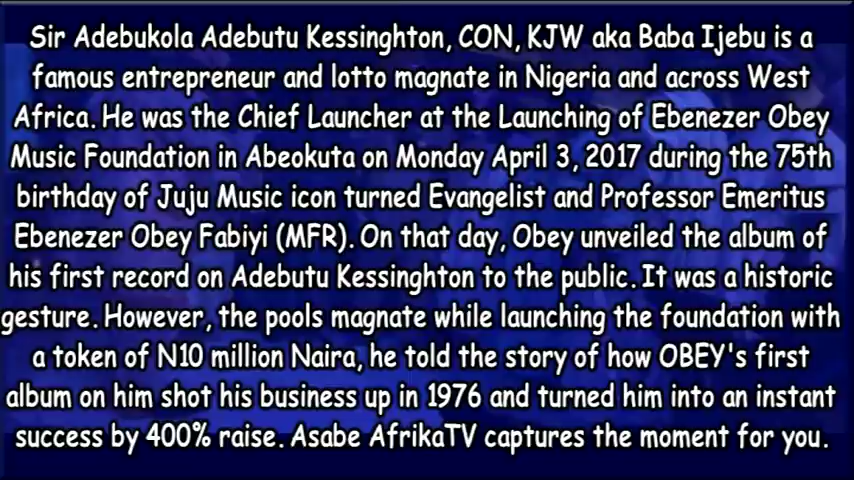 Sir Adebukola Adebutu Kessinghton, CON, KJW aka Baba Ijebu is a
famous entrepreneur and lotto magnate in Nigeria and across West
Africa. He was the Chief Launcher at the Launching of Ebenezer Obey
Music Foundation in Abeokuta on Monday April 3, 2017 during the 75th
birthday of Juju Music icon turned Evangelist and Professor Emeritus
Ebenezer Obey Fabiyi (MFR). On that day, Obey unveiled the album of
his first record on Adebutu Kessinghton to the public. It was a historic
gesture. However, the pools magnate while launching the foundation with
a token of N10 million Naira, he told the story of how OBEY's first
album on him shot his business up in 1976 and turned him into an instant
success by 400% raise. Asabe AfrikaTV captures the moment for you.